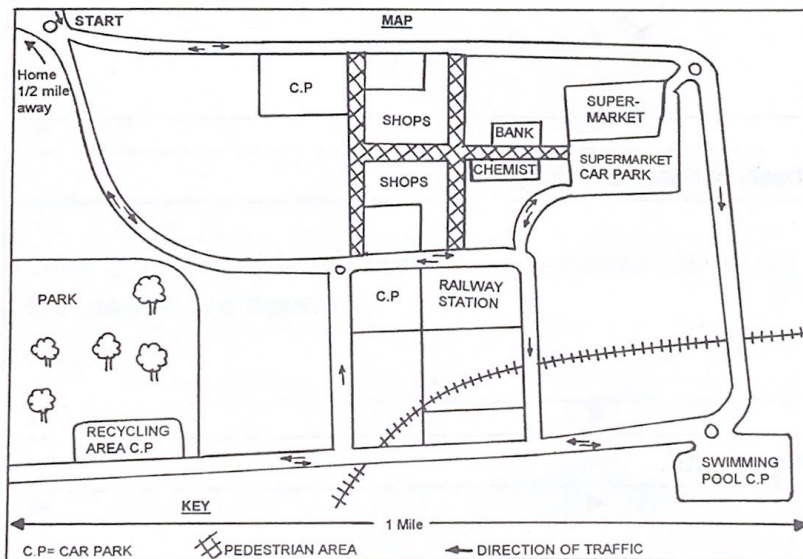 START
MAP
Home
1/2 mile
away
C.P
SHOPS
SUPER-
MARKET
BANK
CHEMIST
SUPERMARKET
CAR PARK
SHOPS
PARK
C.P
RAILWAY
STATION
RECYCLING
AREA C.P
SWIMMING
POOL C.P
KEY
1 Mile
C.P= CAR PARK
PEDESTRIAN AREA
DIRECTION OF TRAFFIC